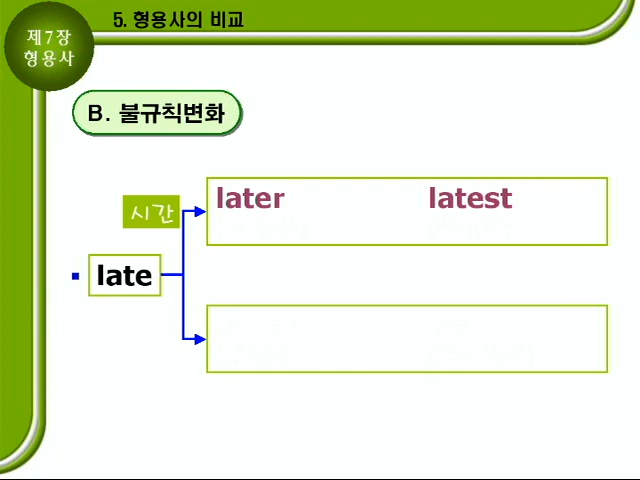 5. 형용사의 비교
제7장
형용사
B. 불규칙변화
시간
later latest
▪ late